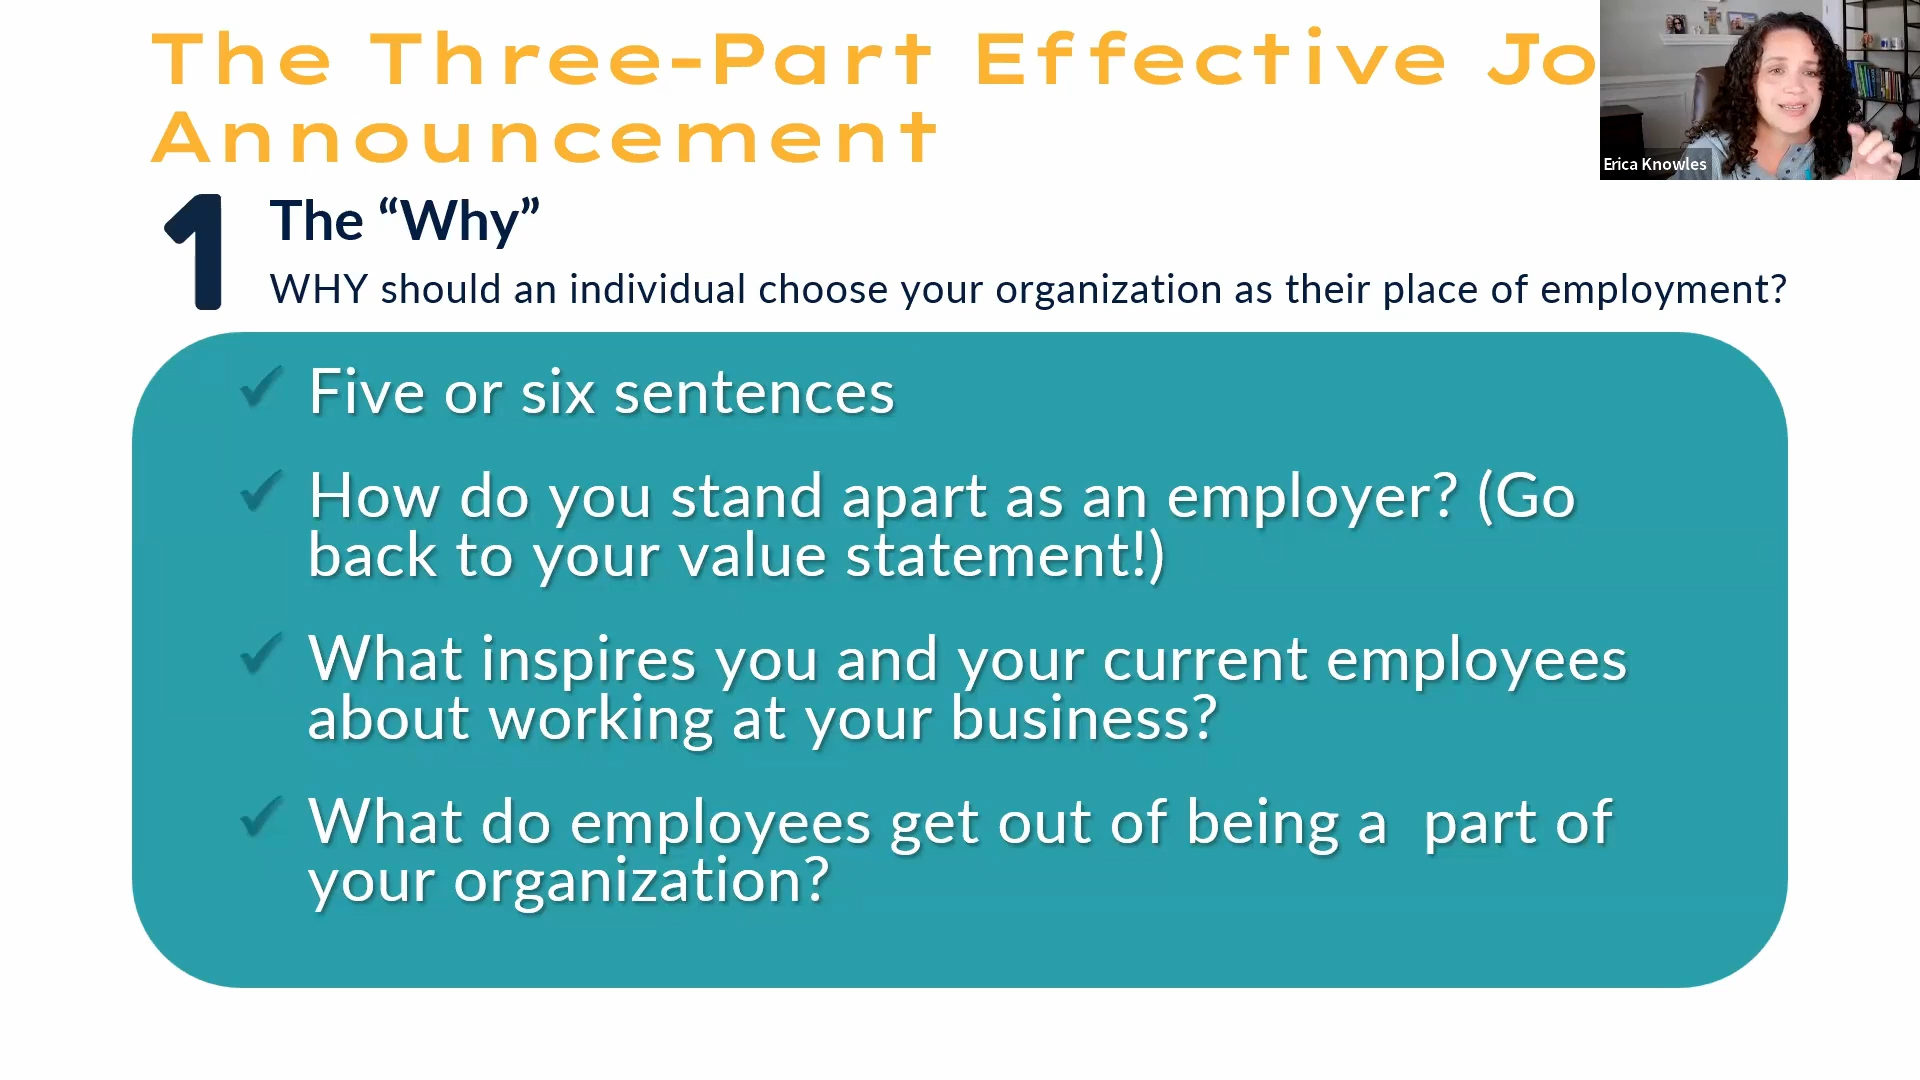 The Three-Part Effective Jo
Announcement
Erica Knowles
1
The “Why”
WHY should an individual choose your organization as their place of employment?
✓ Five or six sentences
✓ How do you stand apart as an employer? (Go
back to your value statement!)
✓ What inspires you and your current employees
about working at your business?
✓ What do employees get out of being a part of
your organization?